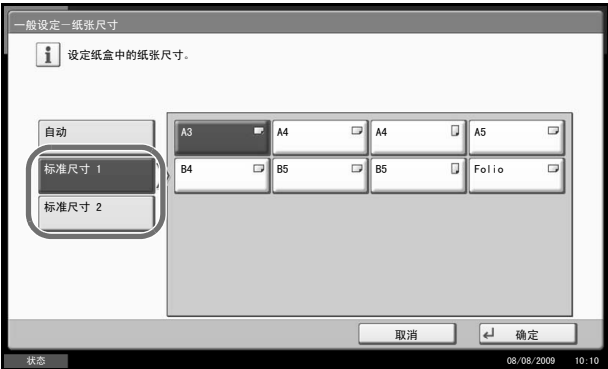 一般设定－纸张尺寸
设定纸盒中的纸张尺寸。
自动
A3 A4 A4 A5
标准尺寸 1
B4 B5 B5 Folio
标准尺寸 2
取消 确定
状态 08/08/2009 10:10